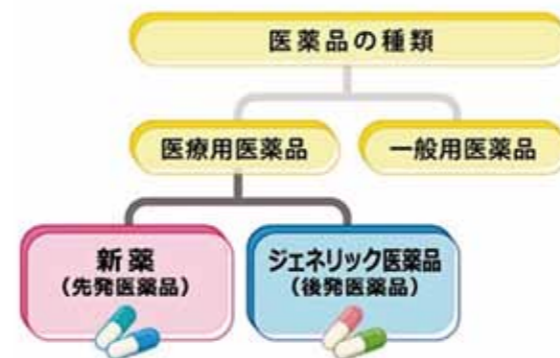 医薬品の種類
医療用医薬品
一般用医薬品
新薬
(先発医薬品)
ジェネリック医薬品
(後発医薬品)